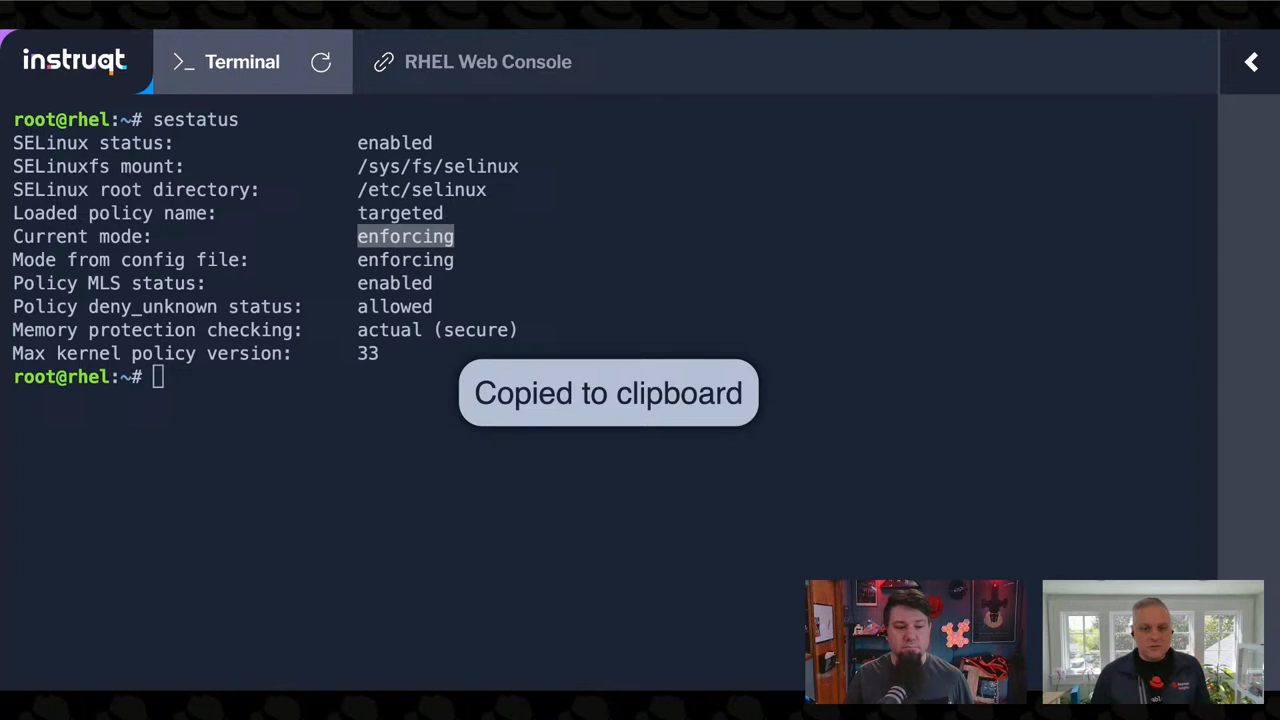 instruqt
>_ Terminal
RHEL Web Console
root@rhel:~# sestatus
SELinux status: enabled
SELinuxfs mount: /sys/fs/selinux
SELinux root directory: /etc/selinux
Loaded policy name: targeted
Current mode: enforcing
Mode from config file: enforcing
Policy MLS status: enabled
Policy deny_unknown status: allowed
Memory protection checking: actual (secure)
Max kernel policy version: 33
root@rhel:~#
Copied to clipboard